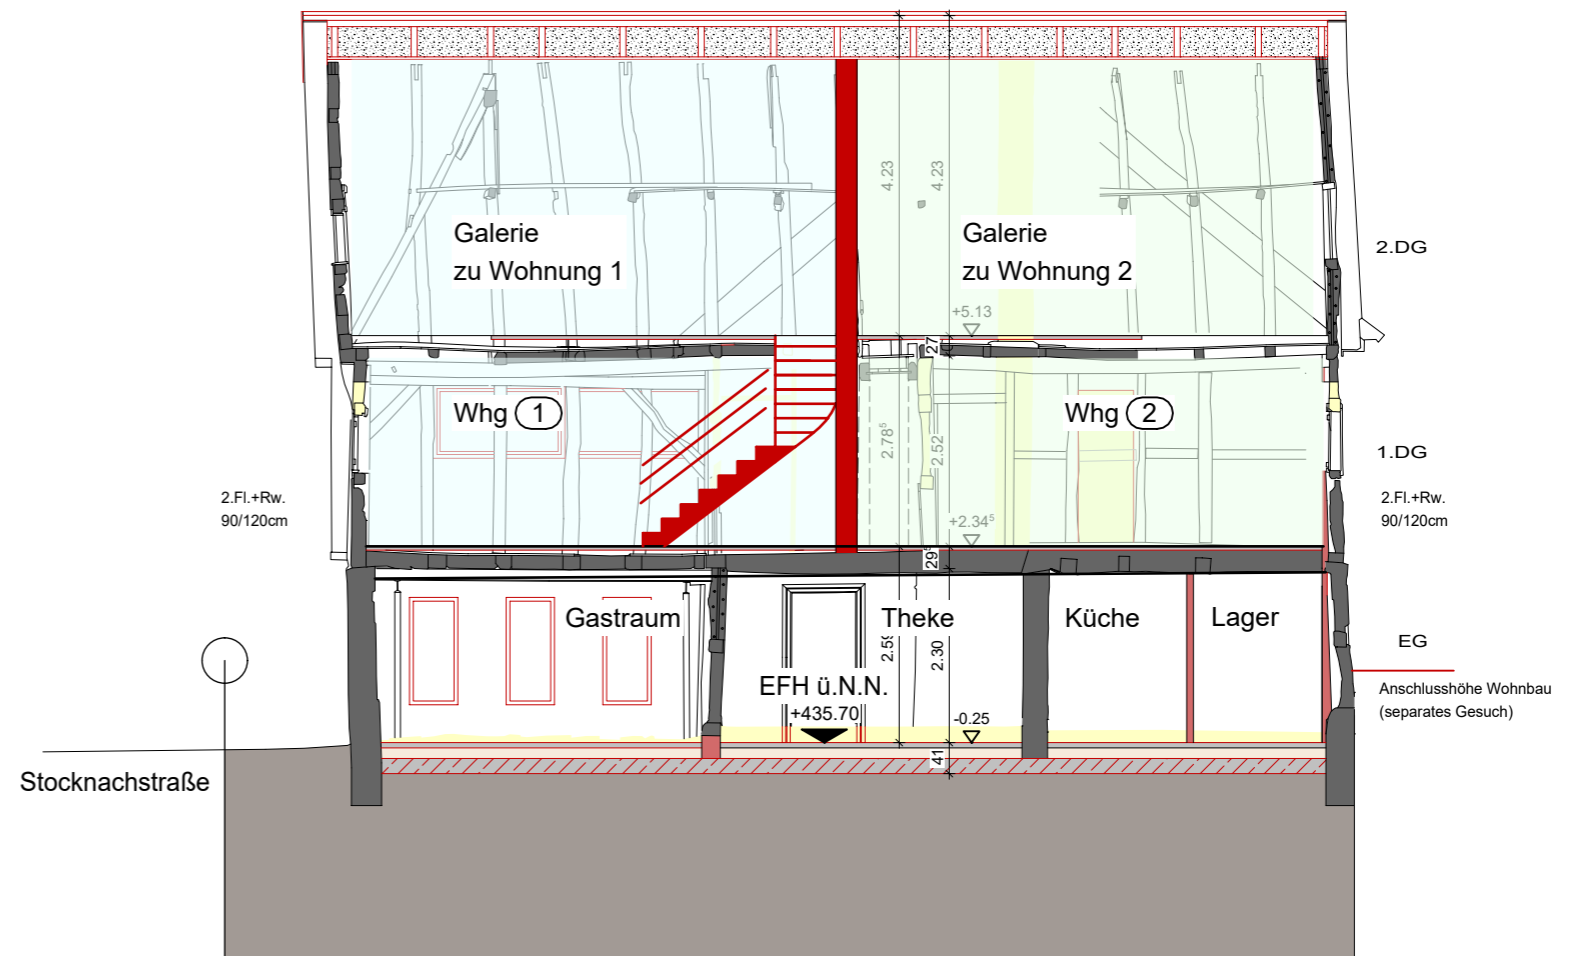 4.23
4.23
Galerie
zu Wohnung 1
Galerie
zu Wohnung 2
2.DG
+5.13
27
Whg 1
Whg 2
2.78⁵
2.52
1.DG
2.Fl.+Rw.
90/120cm
2.Fl.+Rw.
90/120cm
+2.34⁵
29⁵
Gastraum
Theke
Küche
Lager
EG
2.59
2.30
EFH ü.N.N.
+435.70
-0.25
Anschlusshöhe Wohnbau
(separates Gesuch)
41
Stocknachstraße